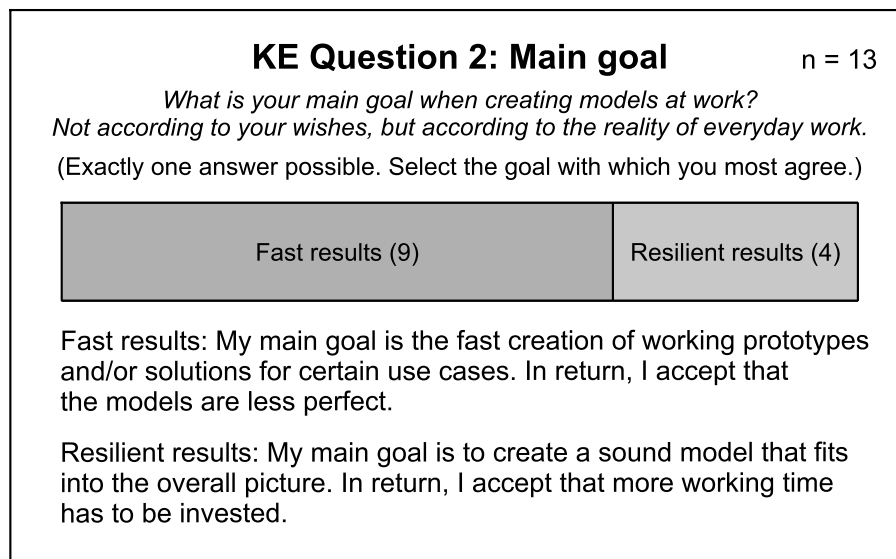 KE Question 2: Main goal n = 13
What is your main goal when creating models at work?
Not according to your wishes, but according to the reality of everyday work.
(Exactly one answer possible. Select the goal with which you most agree.)
Fast results (9) Resilient results (4)
Fast results: My main goal is the fast creation of working prototypes
and/or solutions for certain use cases. In return, I accept that
the models are less perfect.
Resilient results: My main goal is to create a sound model that fits
into the overall picture. In return, I accept that more working time
has to be invested.